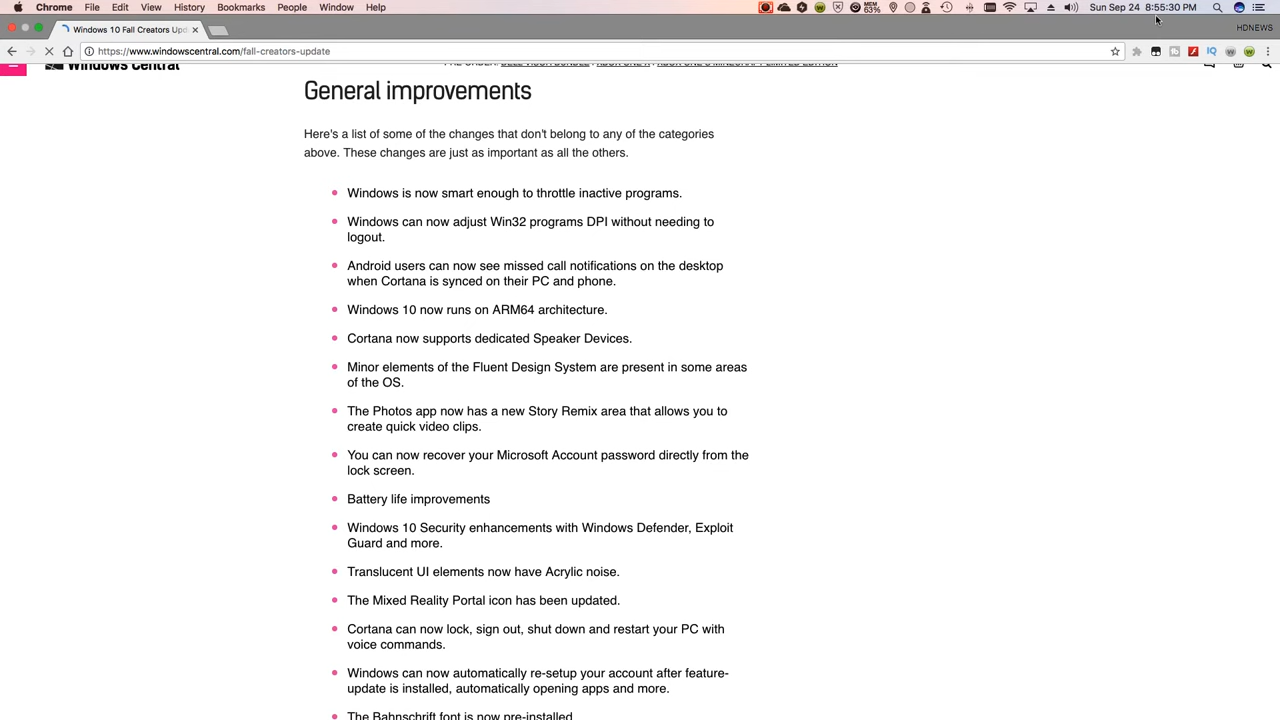 Chrome File Edit View History Bookmarks People Window Help MEM 63% Sun Sep 24 8:55:30 PM
Windows 10 Fall Creators Upd HDNEWS
https://www.windowscentral.com/fall-creators-update
Windows Central
General improvements
Here's a list of some of the changes that don't belong to any of the categories
above. These changes are just as important as all the others.
Windows is now smart enough to throttle inactive programs.
Windows can now adjust Win32 programs DPI without needing to
logout.
Android users can now see missed call notifications on the desktop
when Cortana is synced on their PC and phone.
Windows 10 now runs on ARM64 architecture.
Cortana now supports dedicated Speaker Devices.
Minor elements of the Fluent Design System are present in some areas
of the OS.
The Photos app now has a new Story Remix area that allows you to
create quick video clips.
You can now recover your Microsoft Account password directly from the
lock screen.
Battery life improvements
Windows 10 Security enhancements with Windows Defender, Exploit
Guard and more.
Translucent UI elements now have Acrylic noise.
The Mixed Reality Portal icon has been updated.
Cortana can now lock, sign out, shut down and restart your PC with
voice commands.
Windows can now automatically re-setup your account after feature-
update is installed, automatically opening apps and more.
The Bahnschrift font is now pre-installed